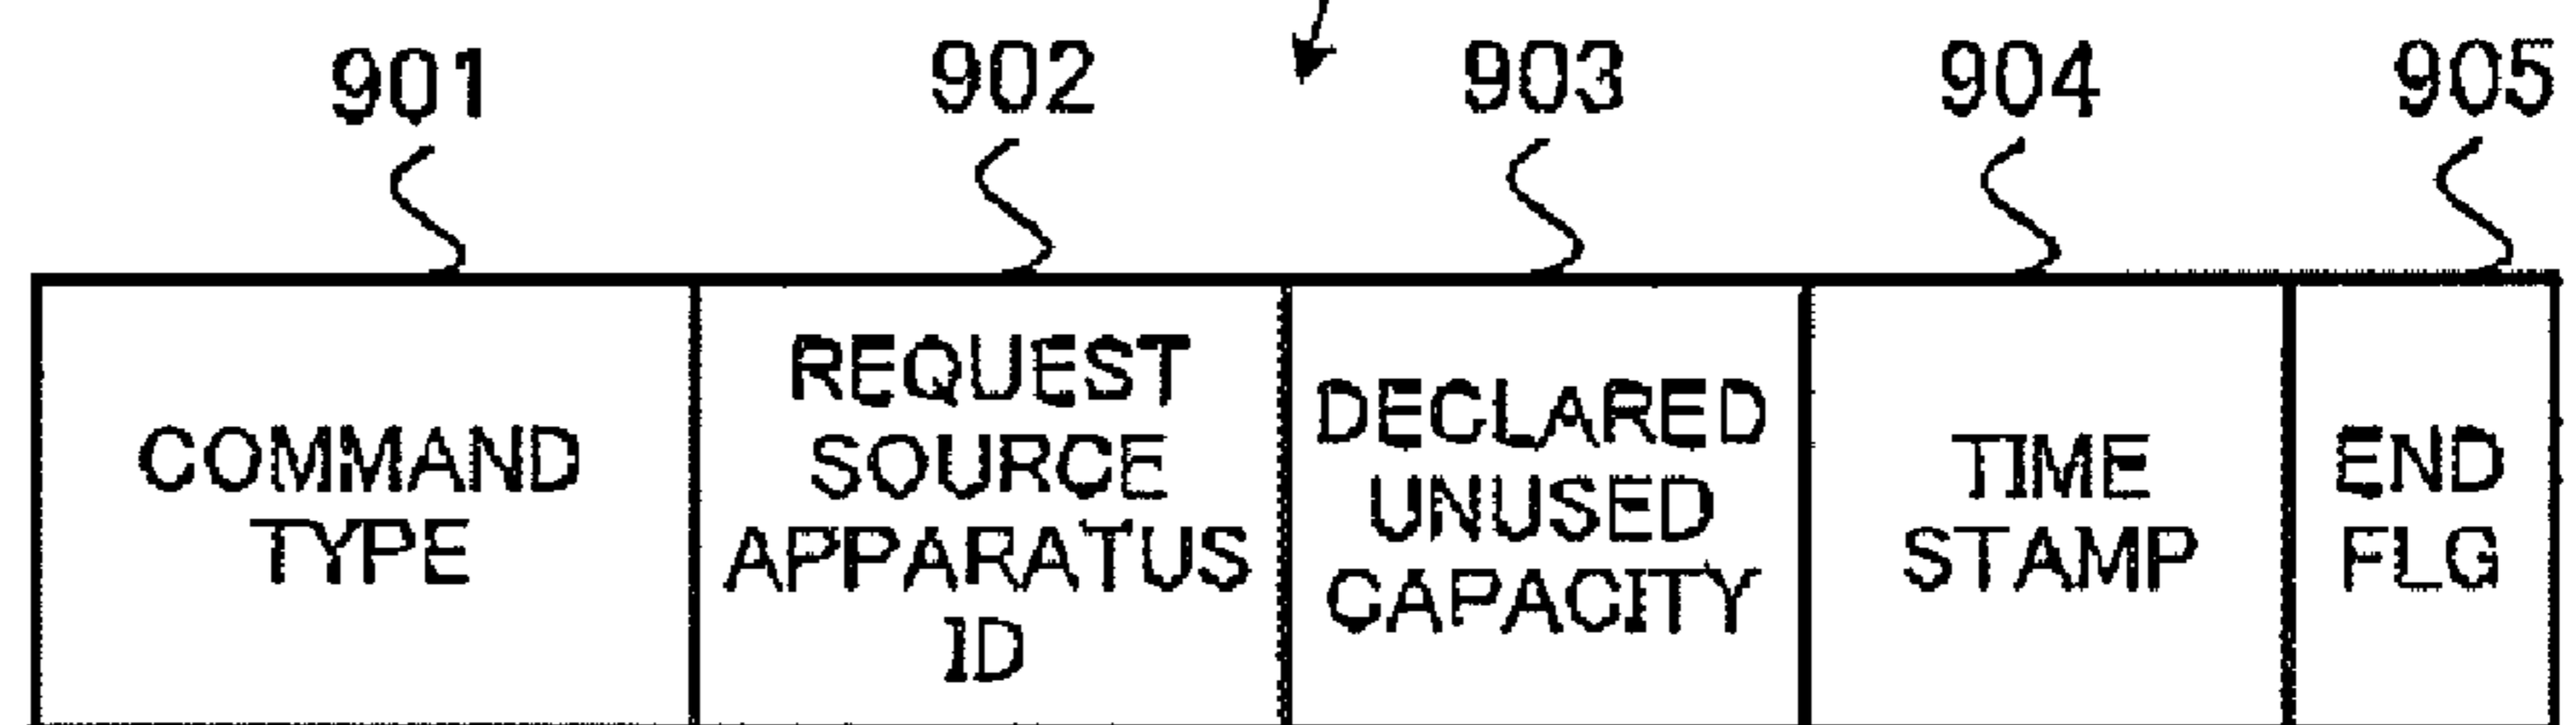 901 902 903 904 905
COMMAND
TYPE
REQUEST
SOURCE
APPARATUS
ID
DECLARED
UNUSED
CAPACITY
TIME
STAMP
END
FLG